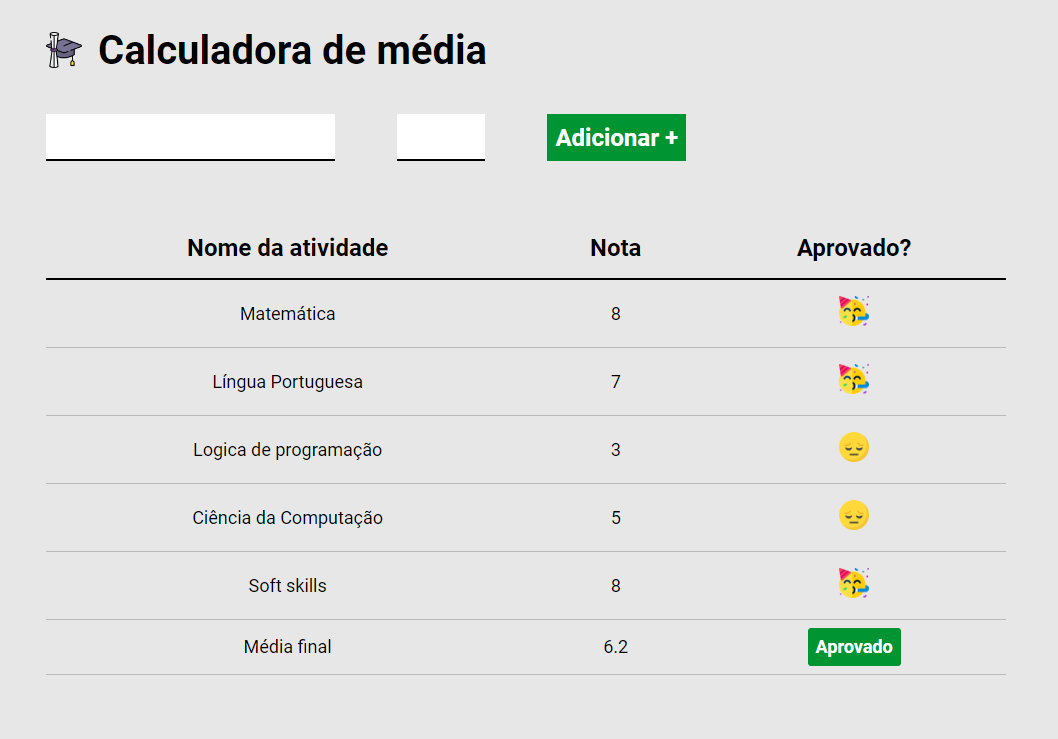 Calculadora de média
Adicionar +
Nome da atividade Nota Aprovado?
Matemática 8
Língua Portuguesa 7
Logica de programação 3
Ciência da Computação 5
Soft skills 8
Média final 6.2 Aprovado